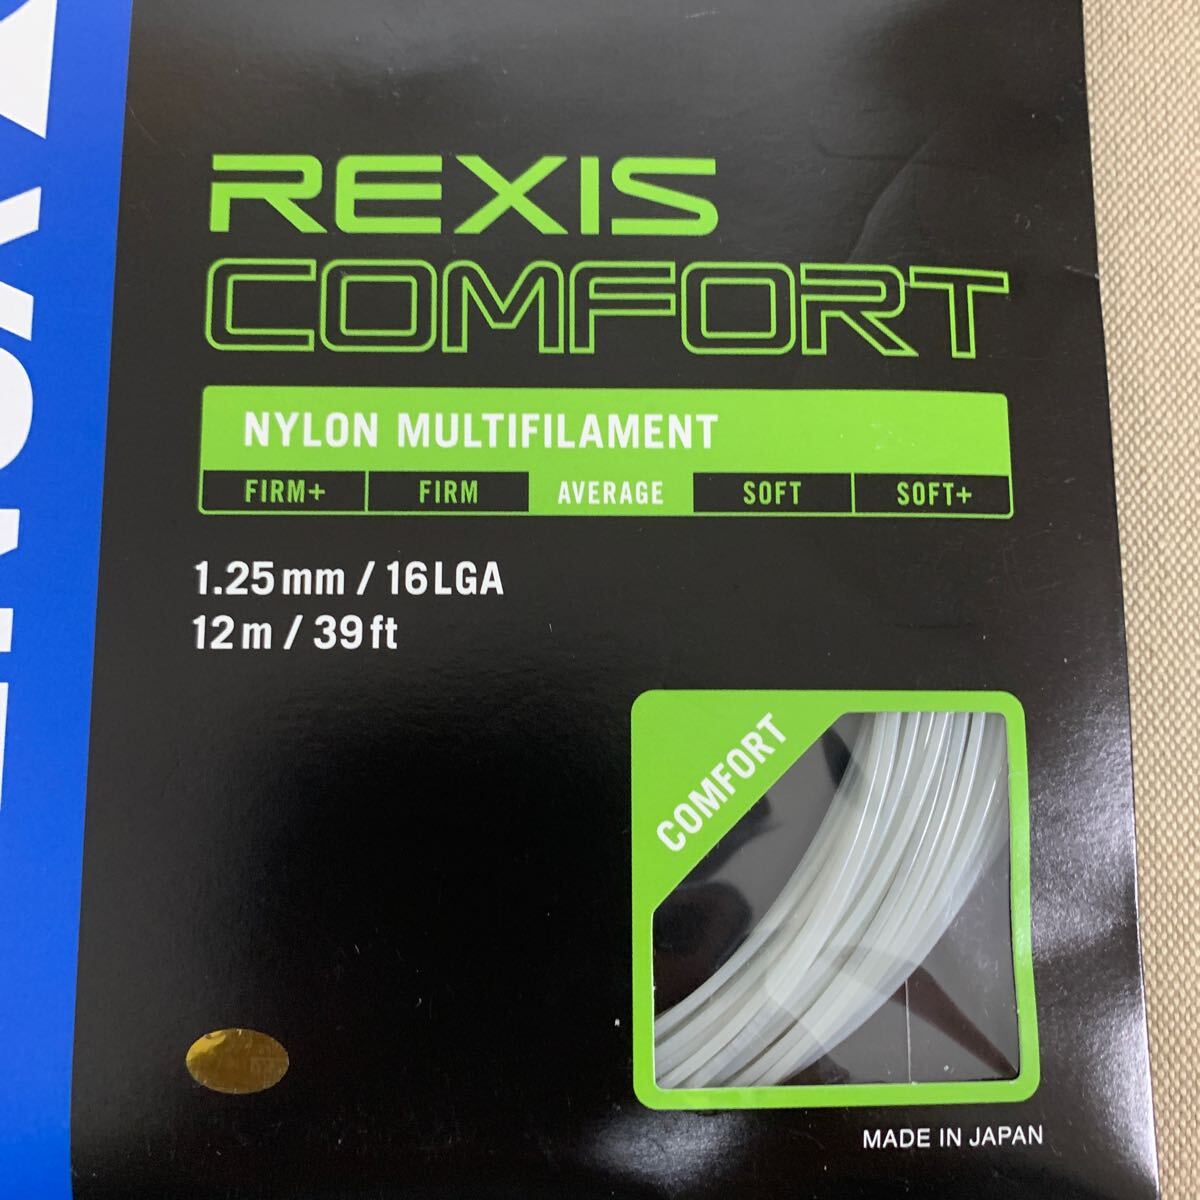 REXIS
COMFORT
NYLON MULTIFILAMENT
FIRM+ FIRM AVERAGE SOFT SOFT+
1.25mm / 16LGA
12m / 39ft
COMFORT
MADE IN JAPAN